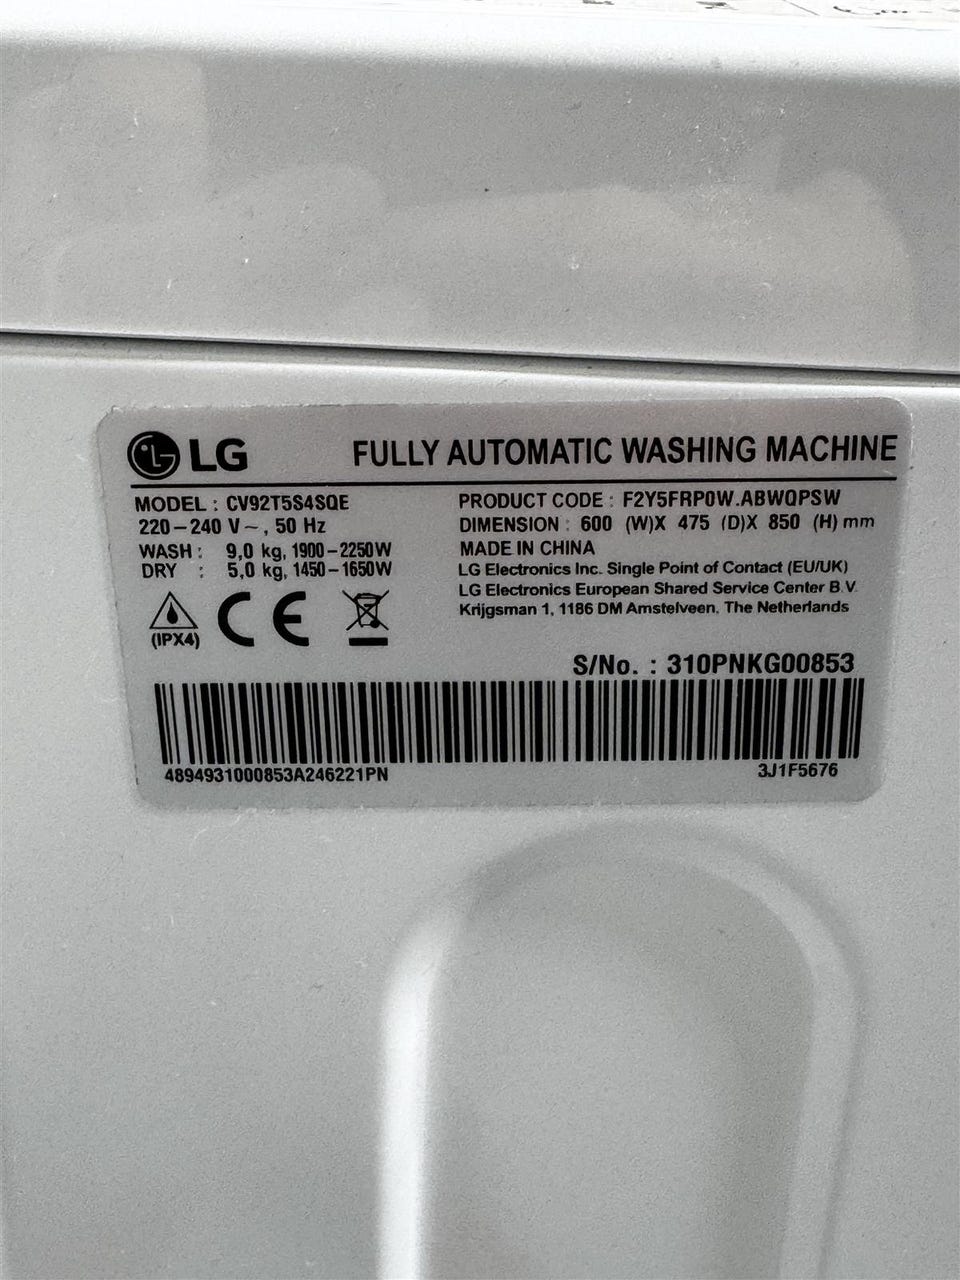 LG FULLY AUTOMATIC WASHING MACHINE
MODEL : CV92T5S4SQE
220-240 V~, 50 Hz
WASH : 9,0 kg, 1900-2250W
DRY : 5,0 kg, 1450-1650W
(IPX4) CE
PRODUCT CODE : F2Y5FRP0W.ABWQPSW
DIMENSION : 600 (W)X 475 (D)X 850 (H) mm
MADE IN CHINA
LG Electronics Inc. Single Point of Contact (EU/UK)
LG Electronics European Shared Service Center B.V.
Krijgsman 1, 1186 DM Amstelveen, The Netherlands
S/No. : 310PNKG00853
4894931000853A246221PN
3J1F5676